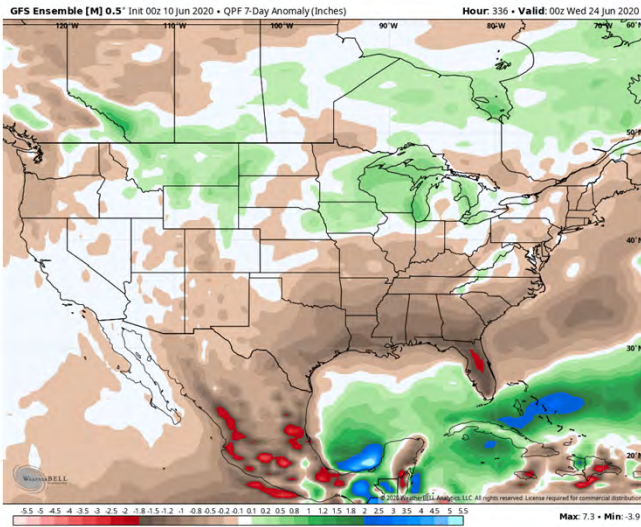 GFS Ensemble [M] 0.5° Init 00z 10 Jun 2020 • QPF 7-Day Anomaly (Inches) Hour: 336 • Valid: 00z Wed 24 Jun 2020
120°W 90°W 80°W 70°W 60°
50°
40°
30°
20°
WEATHERBELL
© 2020 WeatherBELL Analytics, LLC. All rights reserved. License required for commercial distribution
-5.5 -5 -4.5 -4 -3.5 -3 -2.5 -2 -1.8 -1.5 -1.2 -1 -0.8 -0.5 -0.2 -0.1 0.1 0.2 0.5 0.8 1 1.2 1.5 1.8 2 2.5 3 3.5 4 4.5 5 5.5
Max: 7.3 • Min: -3.9